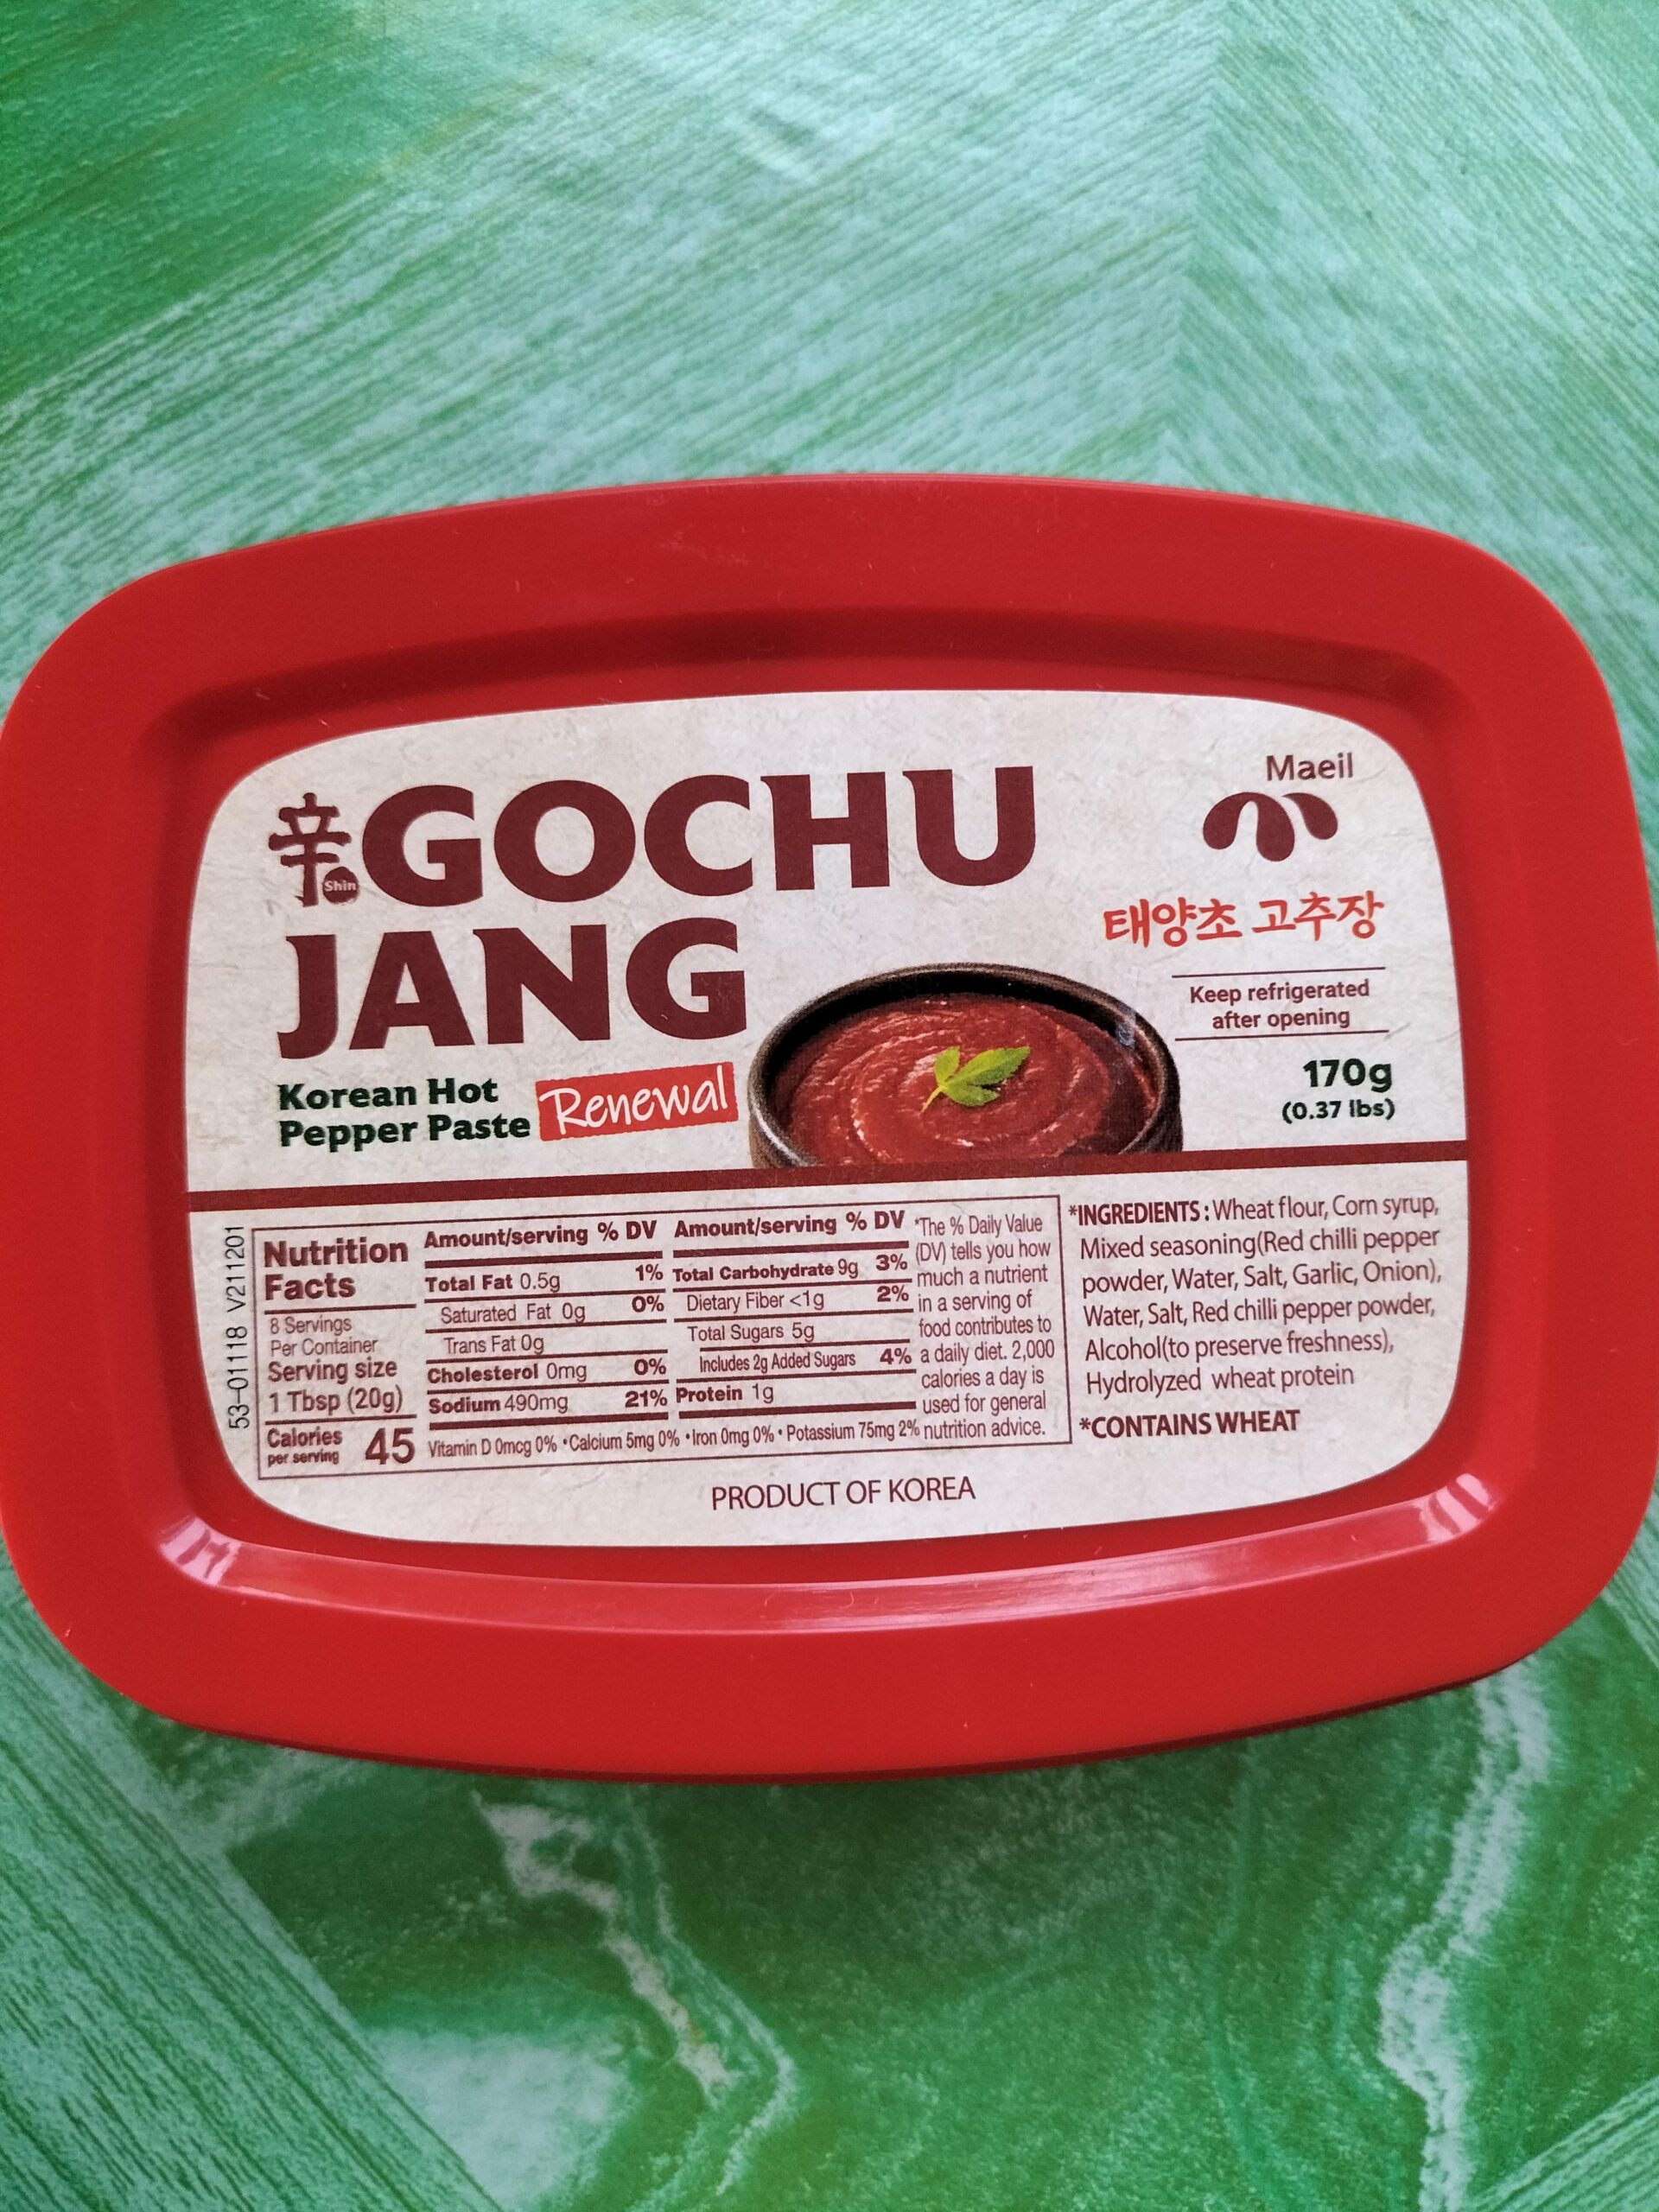 辛GOCHU
Shin
JANG
Korean Hot
Pepper Paste
Renewal
Maeil
태양초 고추장
Keep refrigerated
after opening
170g
(0.37 lbs)
53-01118 V211201
Nutrition
Facts
8 Servings
Per Container
Serving size
1 Tbsp (20g)
Calories
per serving
45
Amount/serving % DV
Total Fat 0.5g 1%
Saturated Fat 0g 0%
Trans Fat 0g
Cholesterol 0mg 0%
Sodium 490mg 21%
Amount/serving % DV
Total Carbohydrate 9g 3%
Dietary Fiber <1g 2%
Total Sugars 5g
Includes 2g Added Sugars 4%
Protein 1g
Vitamin D 0mcg 0% •Calcium 5mg 0% •Iron 0mg 0% • Potassium 75mg 2%
*The % Daily Value
(DV) tells you how
much a nutrient
in a serving of
food contributes to
a daily diet. 2,000
calories a day is
used for general
nutrition advice.
*INGREDIENTS : Wheat flour, Corn syrup,
Mixed seasoning(Red chilli pepper
powder, Water, Salt, Garlic, Onion),
Water, Salt, Red chilli pepper powder,
Alcohol(to preserve freshness),
Hydrolyzed wheat protein
*CONTAINS WHEAT
PRODUCT OF KOREA